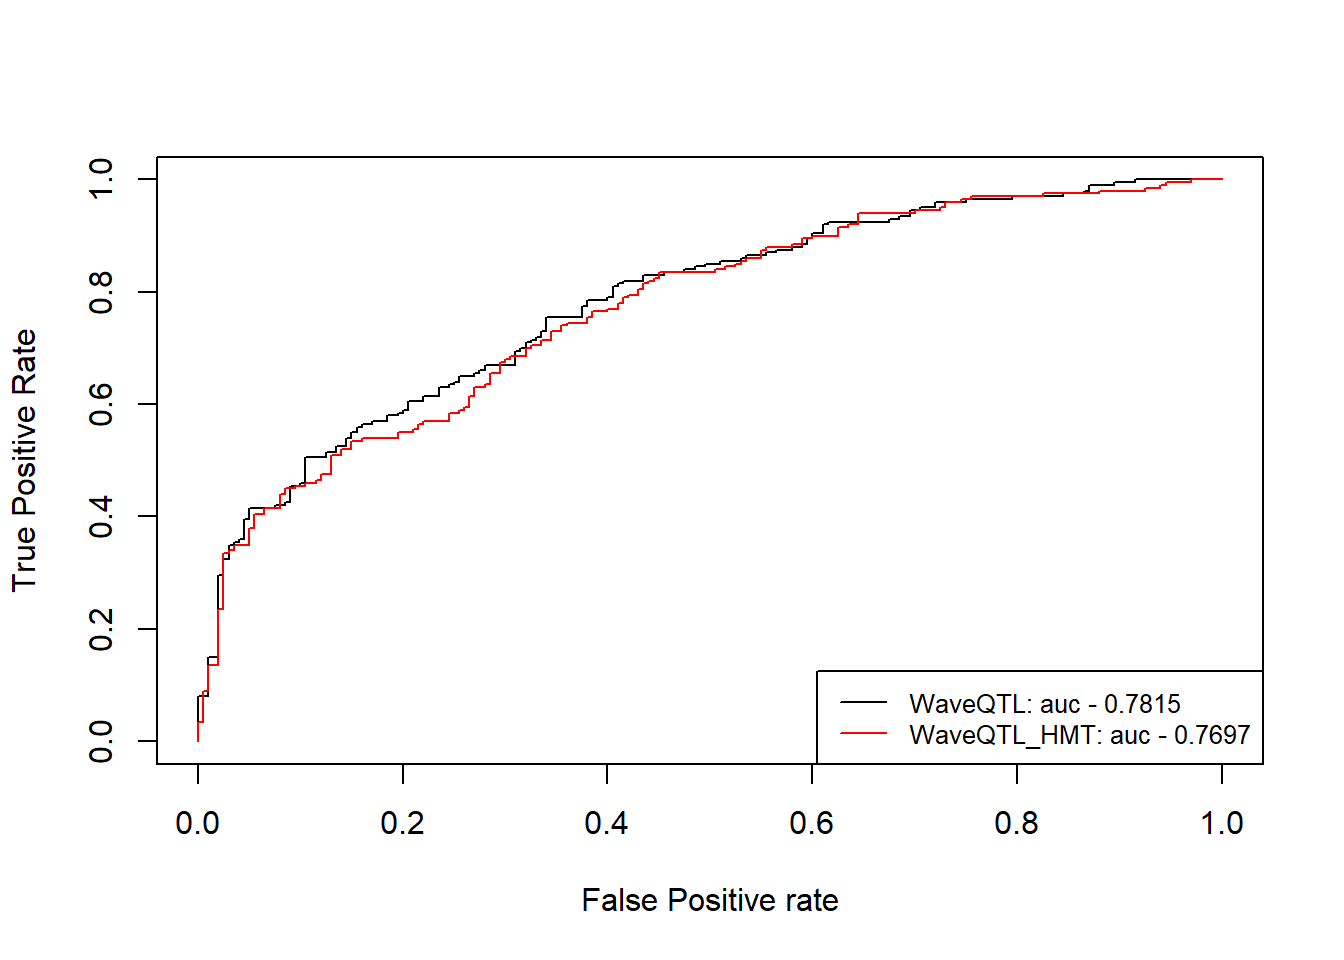 True Positive Rate
1.0
0.8
0.6
0.4
0.2
0.0
WaveQTL: auc - 0.7815
WaveQTL_HMT: auc - 0.7697
0.0 0.2 0.4 0.6 0.8 1.0
False Positive rate